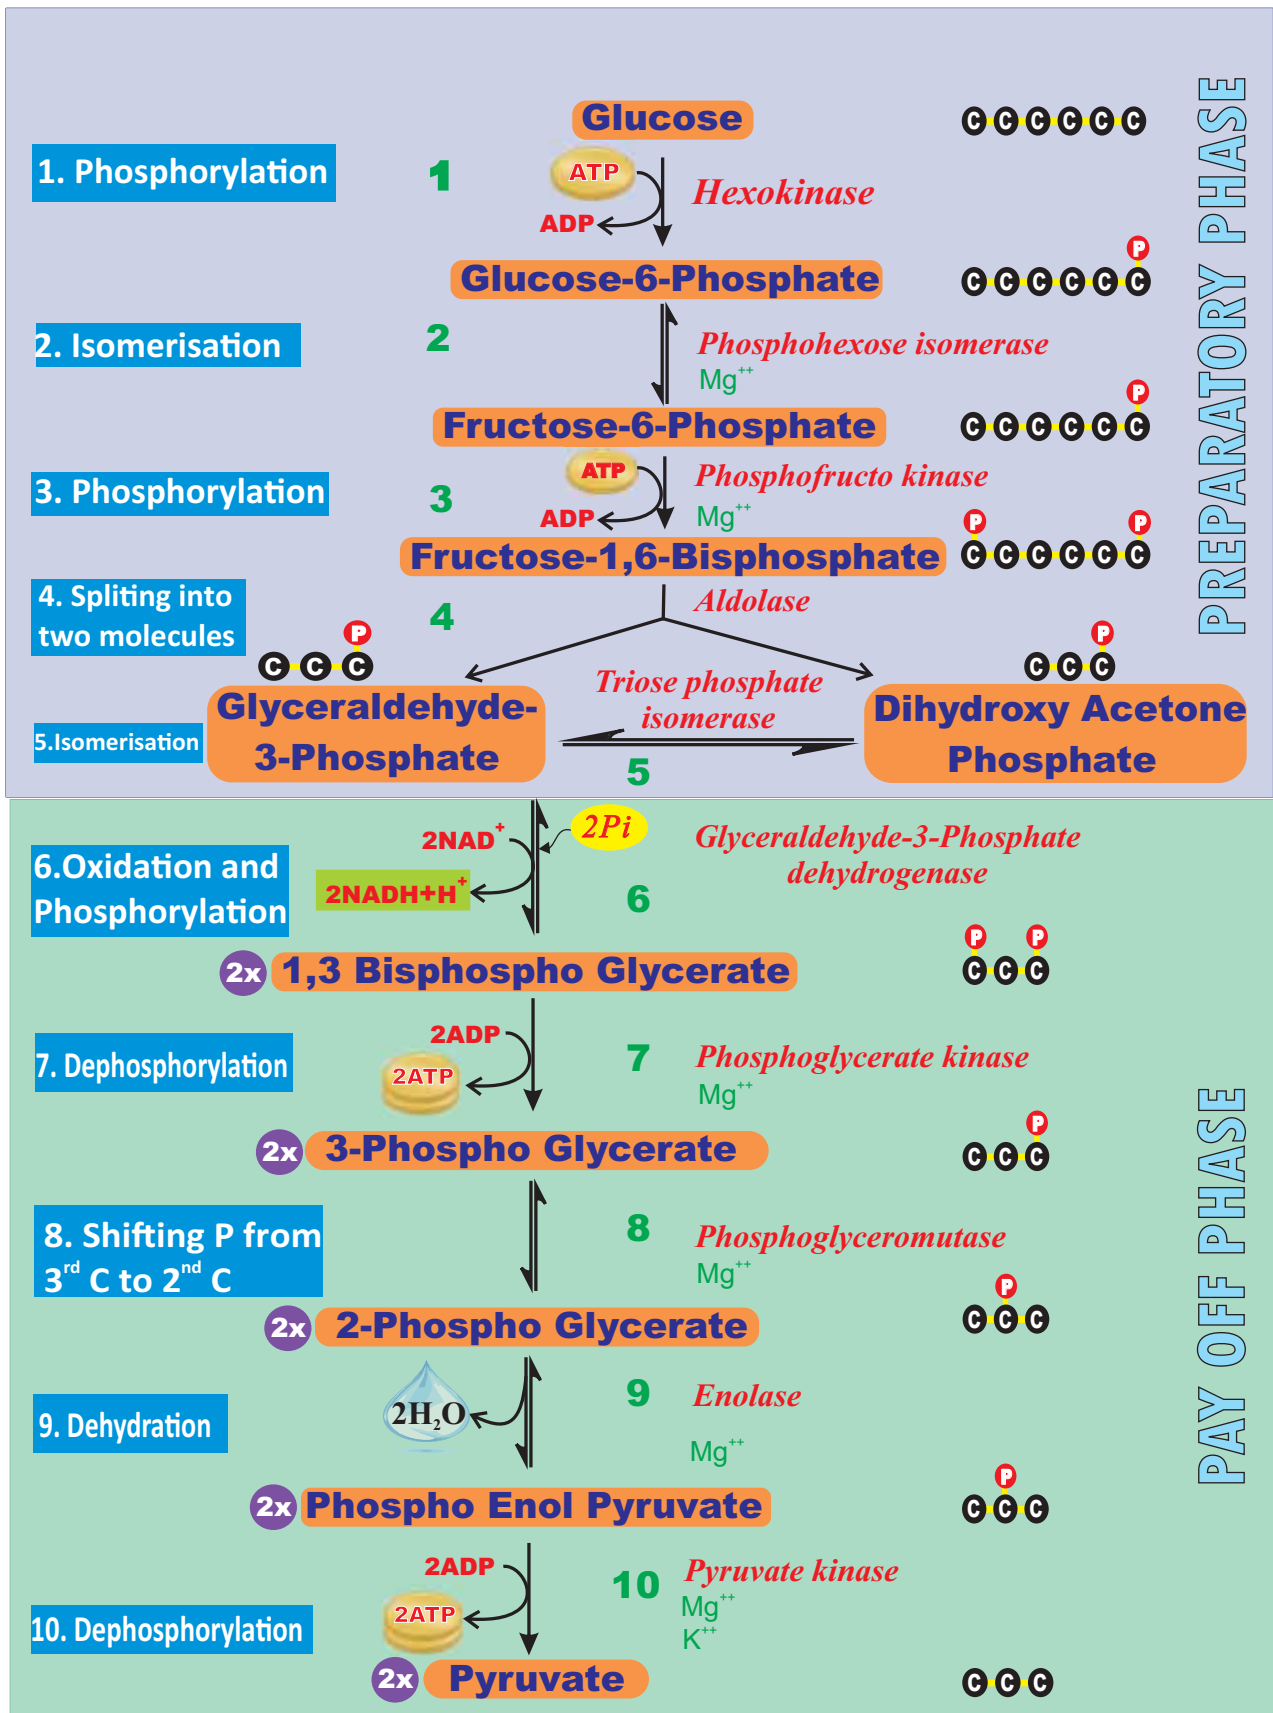 PREPARATORY PHASE
Glucose
C C C C C C
1. Phosphorylation
1
ATP
ADP
Hexokinase
P
Glucose-6-Phosphate
C C C C C C
2. Isomerisation
2
Phosphohexose isomerase
Mg++
P
Fructose-6-Phosphate
C C C C C C
3. Phosphorylation
3
ATP
ADP
Phosphofructo kinase
Mg++
P P
Fructose-1,6-Bisphosphate
C C C C C C
4. Spliting into
two molecules
4
Aldolase
P
C C C
P
C C C
Glyceraldehyde-
3-Phosphate
Triose phosphate
isomerase
Dihydroxy Acetone
Phosphate
5.Isomerisation
5
PAY OFF PHASE
6.Oxidation and
Phosphorylation
2NAD+
2Pi
2NADH+H+
6
Glyceraldehyde-3-Phosphate
dehydrogenase
P P
2x 1,3 Bisphospho Glycerate
C C C
7. Dephosphorylation
2ADP
2ATP
7
Phosphoglycerate kinase
Mg++
P
2x 3-Phospho Glycerate
C C C
8. Shifting P from
3rd C to 2nd C
8
Phosphoglyceromutase
Mg++
P
2x 2-Phospho Glycerate
C C C
9. Dehydration
2H₂O
9
Enolase
Mg++
P
2x Phospho Enol Pyruvate
C C C
10. Dephosphorylation
2ADP
2ATP
10
Pyruvate kinase
Mg++
K++
2x Pyruvate
C C C